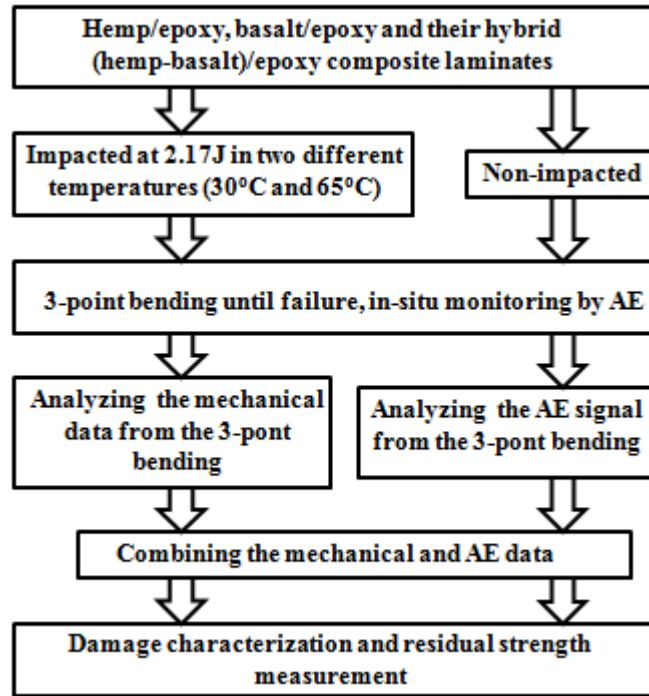 Hemp/epoxy, basalt/epoxy and their hybrid
(hemp-basalt)/epoxy composite laminates
Impacted at 2.17J in two different
temperatures (30⁰C and 65⁰C)
Non-impacted
3-point bending until failure, in-situ monitoring by AE
Analyzing the mechanical
data from the 3-pont
bending
Analyzing the AE signal
from the 3-pont bending
Combining the mechanical and AE data
Damage characterization and residual strength
measurement